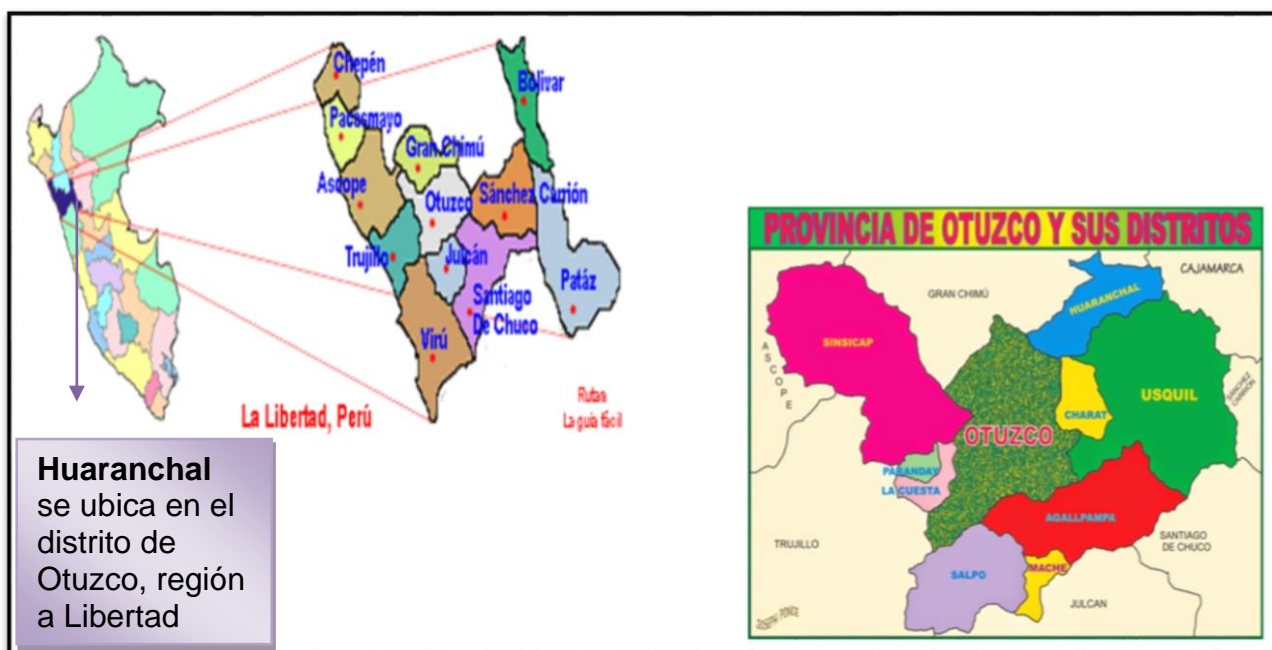 Chepén
Bolívar
Pacasmayo
Gran Chimú
Ascope
Otuzco
Sánchez Carrión
Trujillo
Julcán
Santiago
De Chuco
Patáz
Virú
La Libertad, Perú
Rutas
La guía fácil
Huaranchal
se ubica en el
distrito de
Otuzco, región
a Libertad
PROVINCIA DE OTUZCO Y SUS DISTRITOS
CAJAMARCA
GRAN CHIMÚ
HUARANCHAL
ASCOPE
SINSICAP
SÁNCHEZ
CARRIÓN
USQUIL
CHARAT
OTUZCO
PARANDAY
LA CUESTA
AGALLPAMPA
TRUJILLO
SANTIAGO
DE CHUCO
SALPO
MACHE
JULCAN